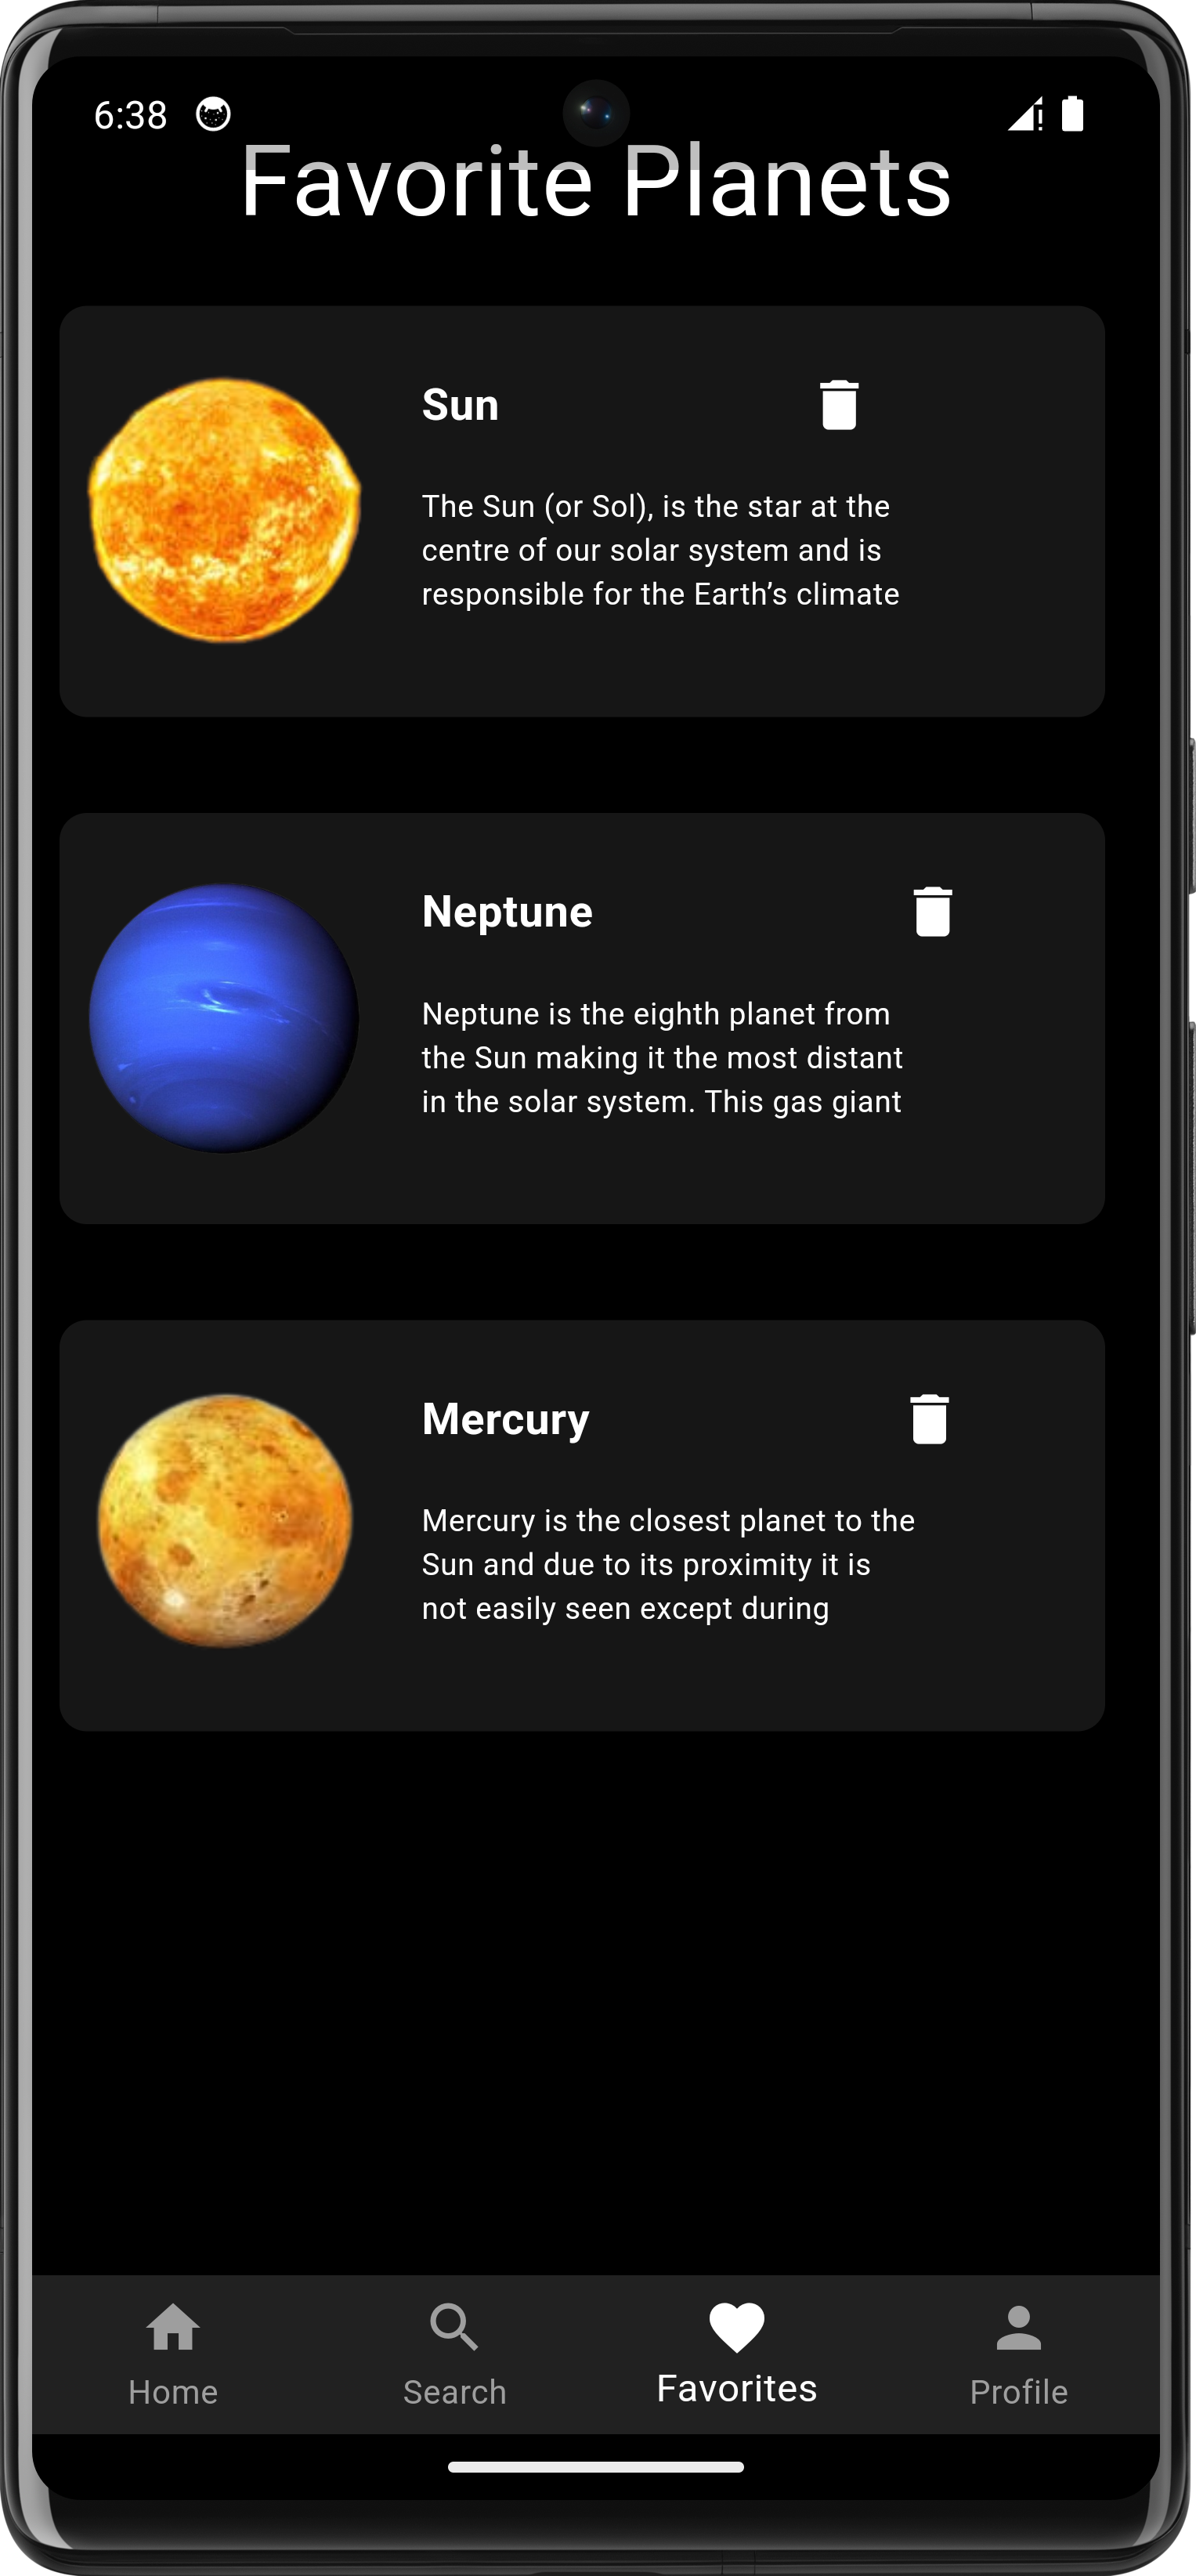 6:38
Favorite Planets
Sun
The Sun (or Sol), is the star at the
centre of our solar system and is
responsible for the Earth’s climate
Neptune
Neptune is the eighth planet from
the Sun making it the most distant
in the solar system. This gas giant
Mercury
Mercury is the closest planet to the
Sun and due to its proximity it is
not easily seen except during
Home
Search
Favorites
Profile